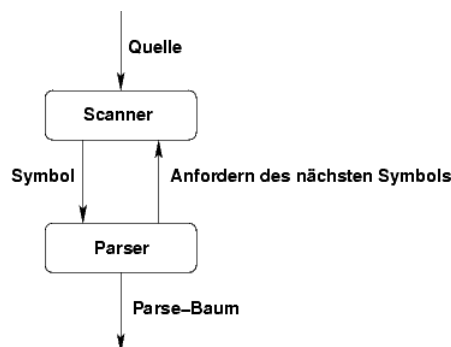 Quelle
Scanner
Symbol
Anfordern des nächsten Symbols
Parser
Parse–Baum